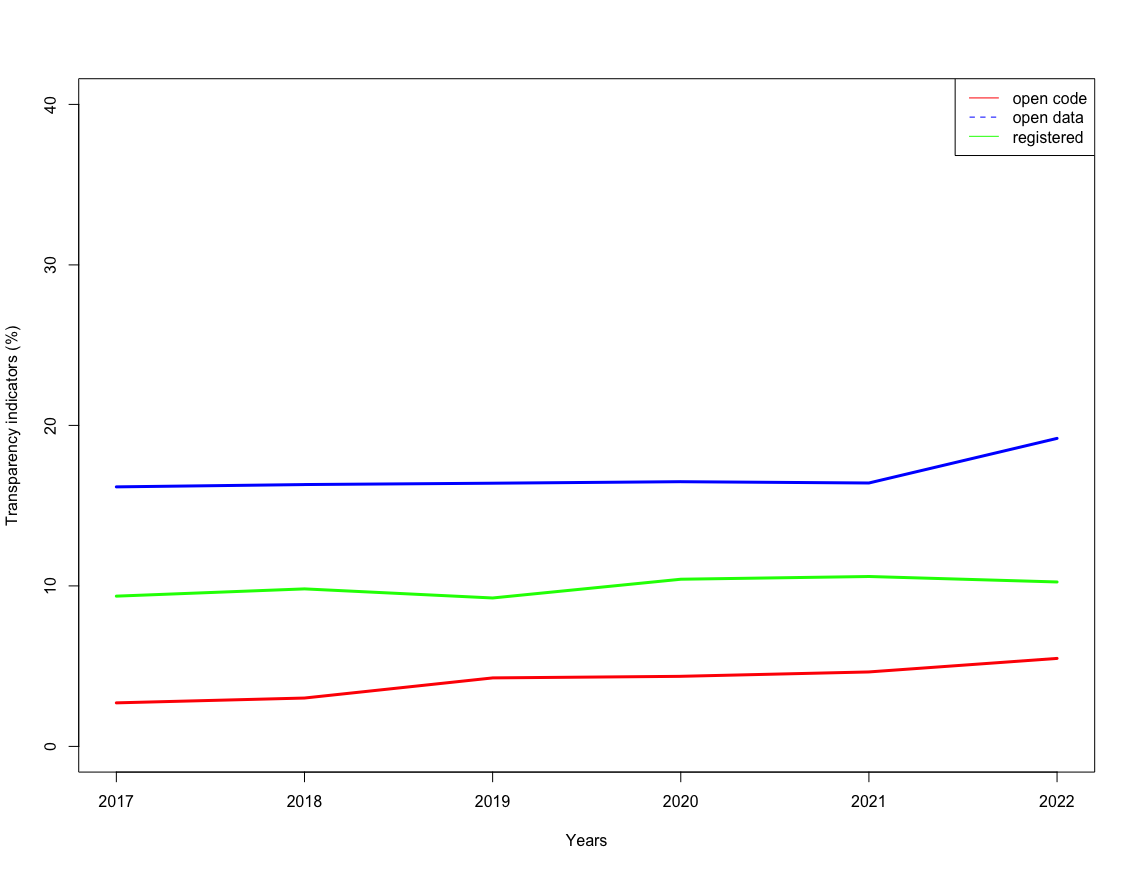 open code
open data
registered
40
30
20
10
0
Transparency indicators (%)
2017 2018 2019 2020 2021 2022
Years